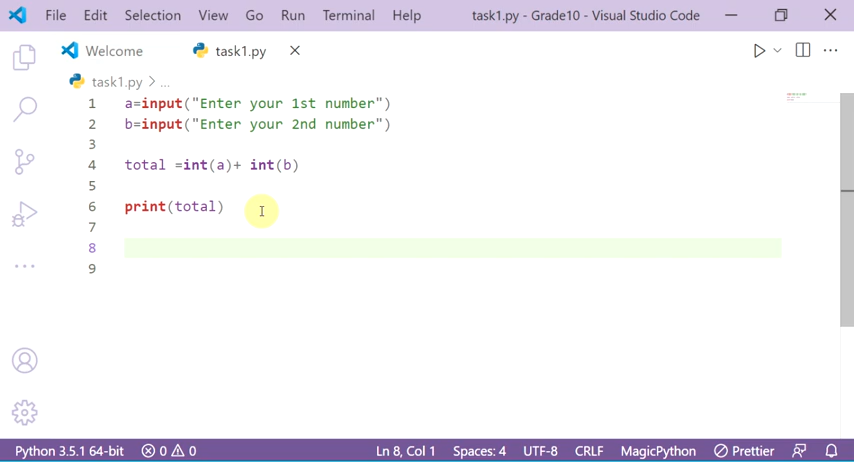 File Edit Selection View Go Run Terminal Help task1.py - Grade10 - Visual Studio Code
Welcome task1.py
task1.py > ...
1 a=input("Enter your 1st number")
2 b=input("Enter your 2nd number")
3
4 total =int(a)+ int(b)
5
6 print(total)
7
8
9
Python 3.5.1 64-bit 0 0 Ln 8, Col 1 Spaces: 4 UTF-8 CRLF MagicPython Prettier